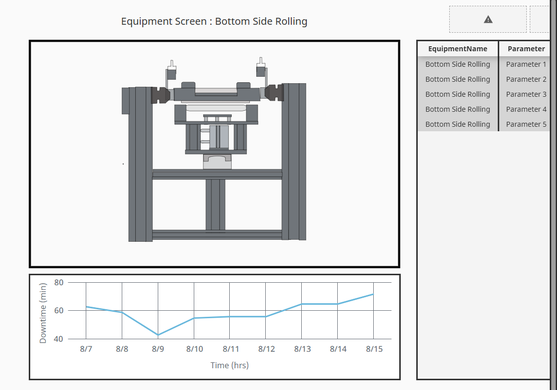 Equipment Screen : Bottom Side Rolling
EquipmentName Parameter
Bottom Side Rolling Parameter 1
Bottom Side Rolling Parameter 2
Bottom Side Rolling Parameter 3
Bottom Side Rolling Parameter 4
Bottom Side Rolling Parameter 5
Downtime (min)
80
60
40
8/7 8/8 8/9 8/10 8/11 8/12 8/13 8/14 8/15
Time (hrs)